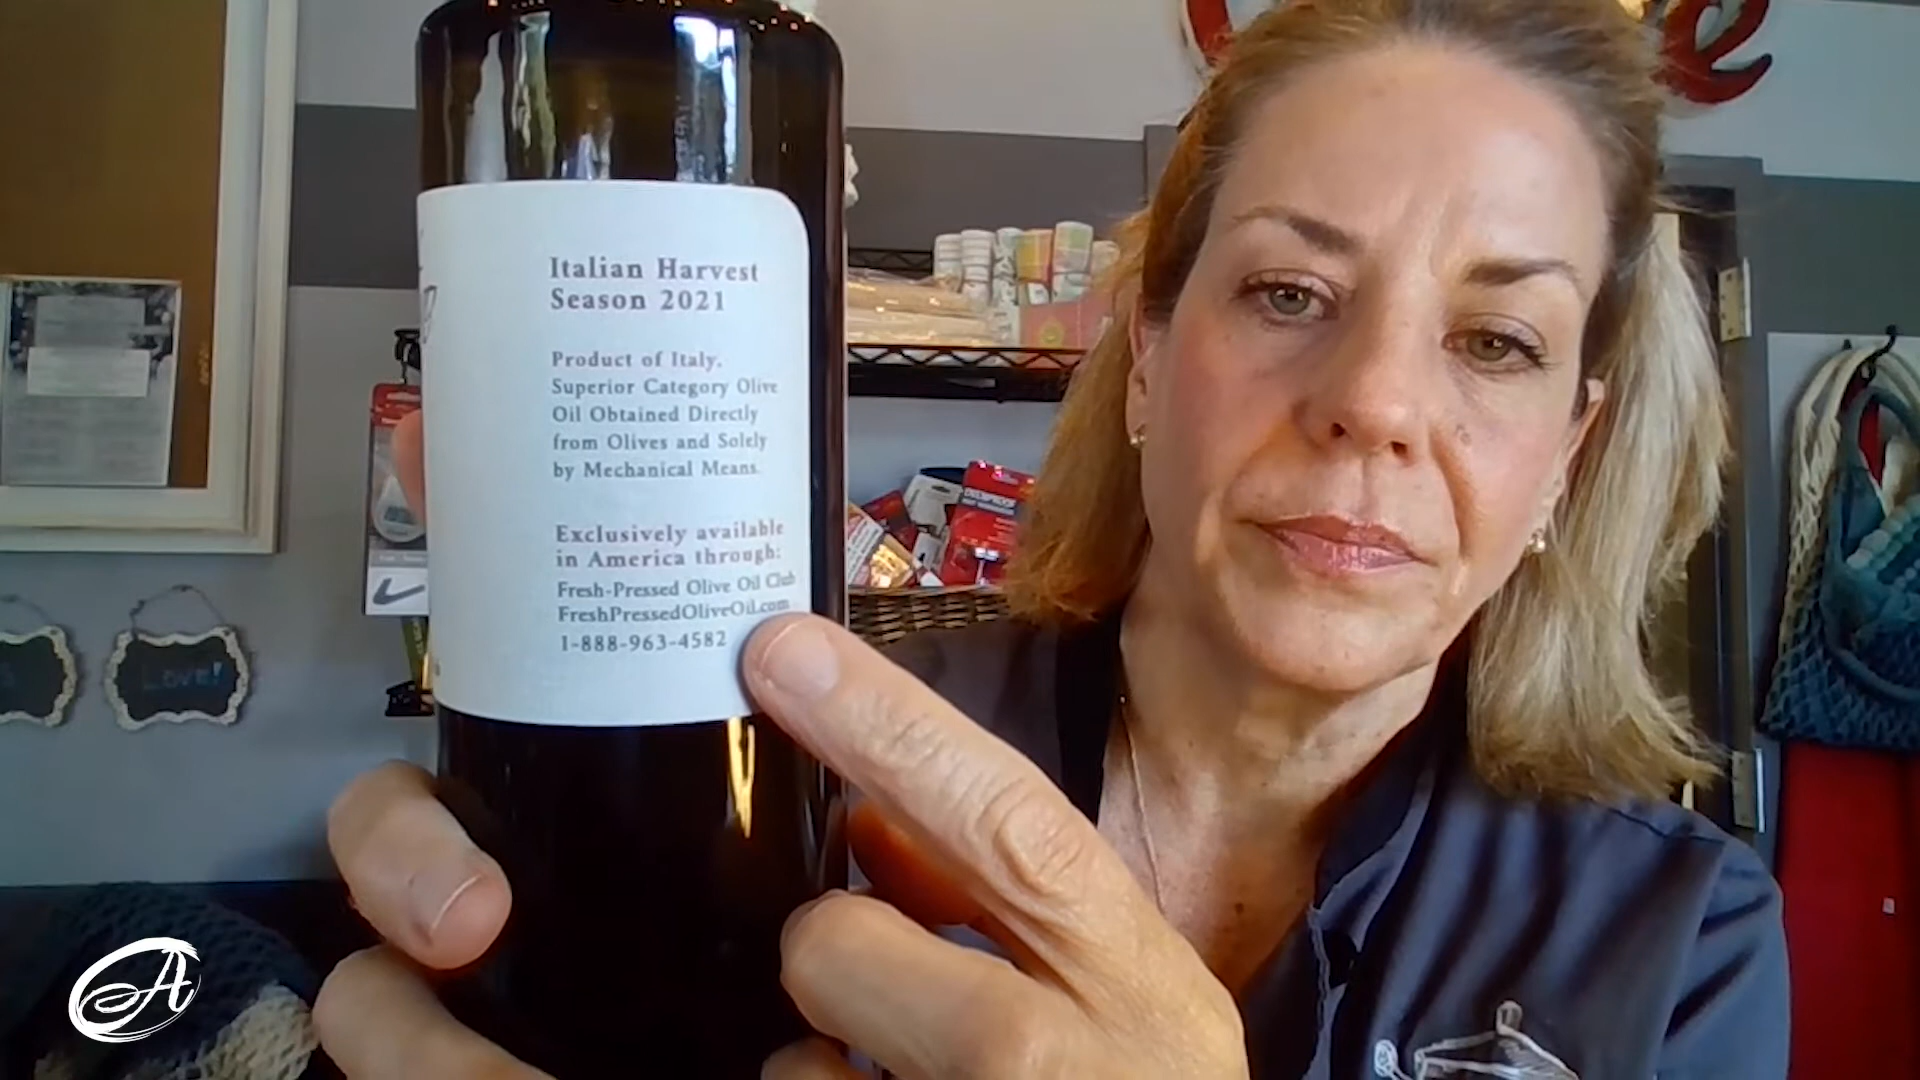 Italian Harvest
Season 2021
Product of Italy.
Superior Category Olive
Oil Obtained Directly
from Olives and Solely
by Mechanical Means.
Exclusively available
in America through:
Fresh-Pressed Olive Oil Club
FreshPressedOliveOil.com
1-888-963-4582
Love!
A